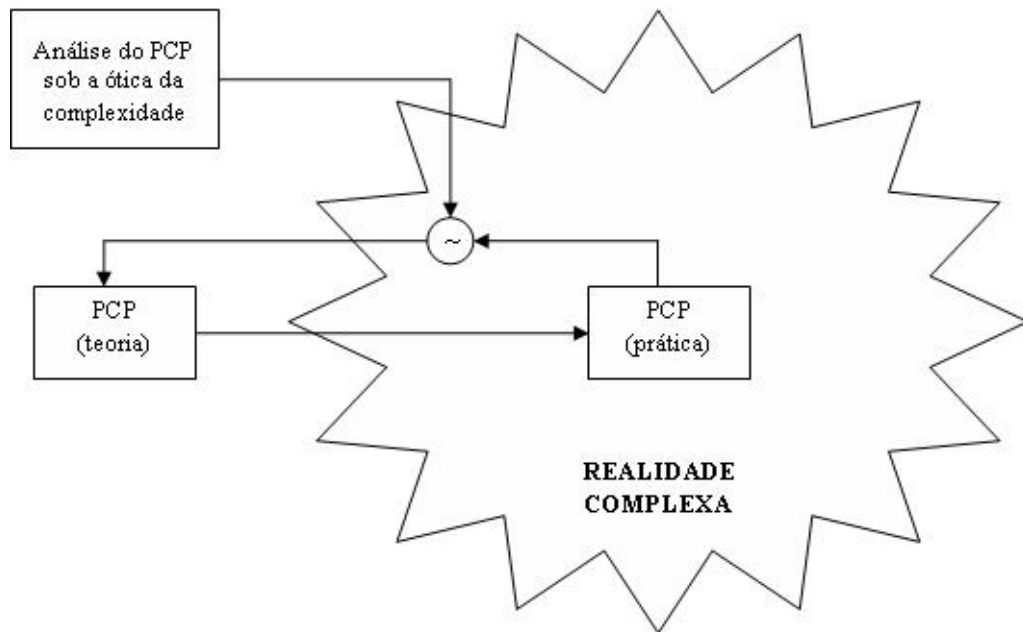 Análise do PCP
sob a ótica da
complexidade
~
PCP
(teoria)
PCP
(prática)
REALIDADE
COMPLEXA